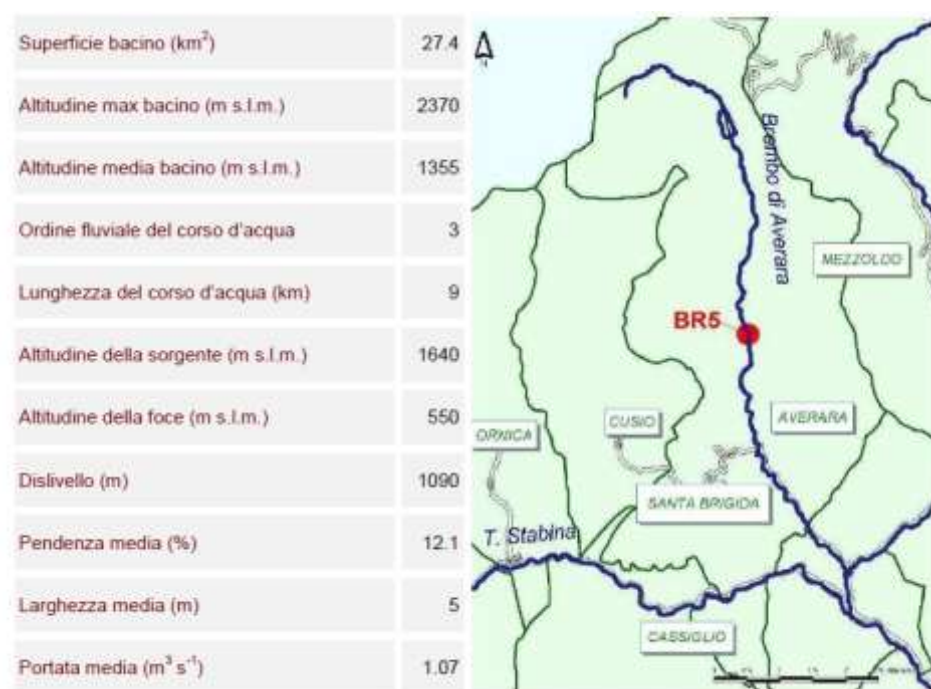 Superficie bacino (km²) 27.4
Altitudine max bacino (m s.l.m.) 2370
Altitudine media bacino (m s.l.m.) 1355
Ordine fluviale del corso d'acqua 3
Lunghezza del corso d'acqua (km) 9
Altitudine della sorgente (m s.l.m.) 1640
Altitudine della foce (m s.l.m.) 550
Dislivello (m) 1090
Pendenza media (%) 12.1
Larghezza media (m) 5
Portata media (m³ s⁻¹) 1.07
Brembo di Averara
MEZZOLDO
BR5
AVERARA
CUSIO
ORNICA
SANTA BRIGIDA
T. Stabina
CASSIGLIO